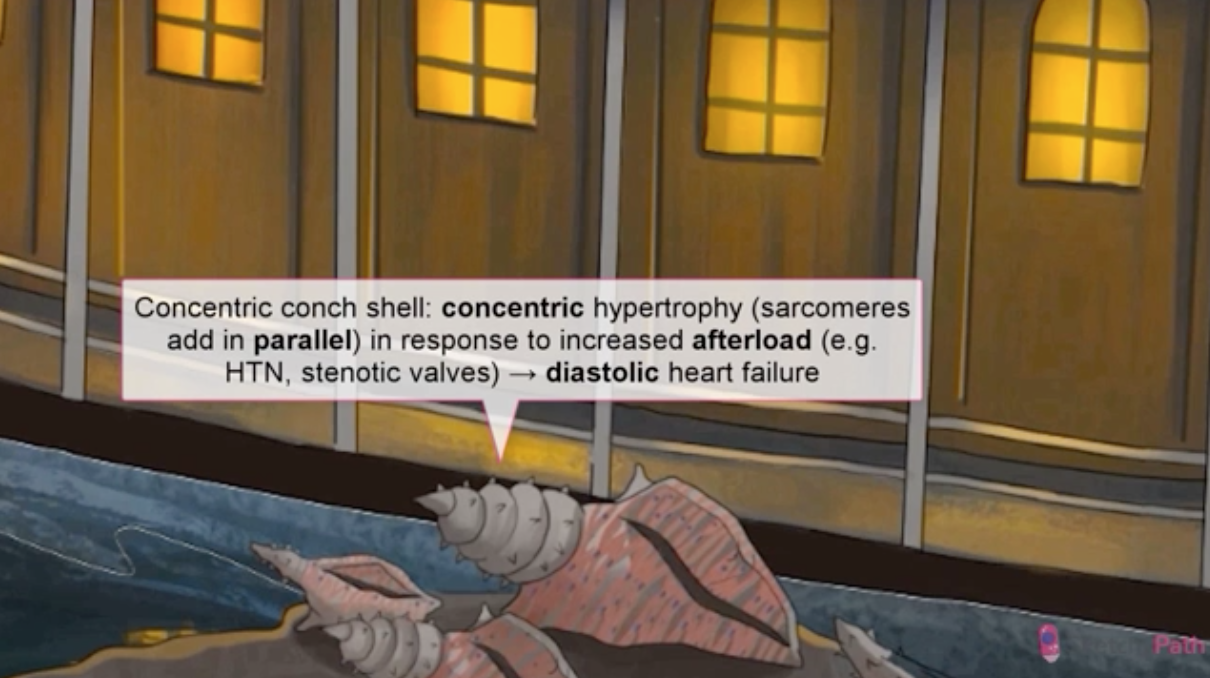 Concentric conch shell: concentric hypertrophy (sarcomeres
add in parallel) in response to increased afterload (e.g.
HTN, stenotic valves) → diastolic heart failure
Path